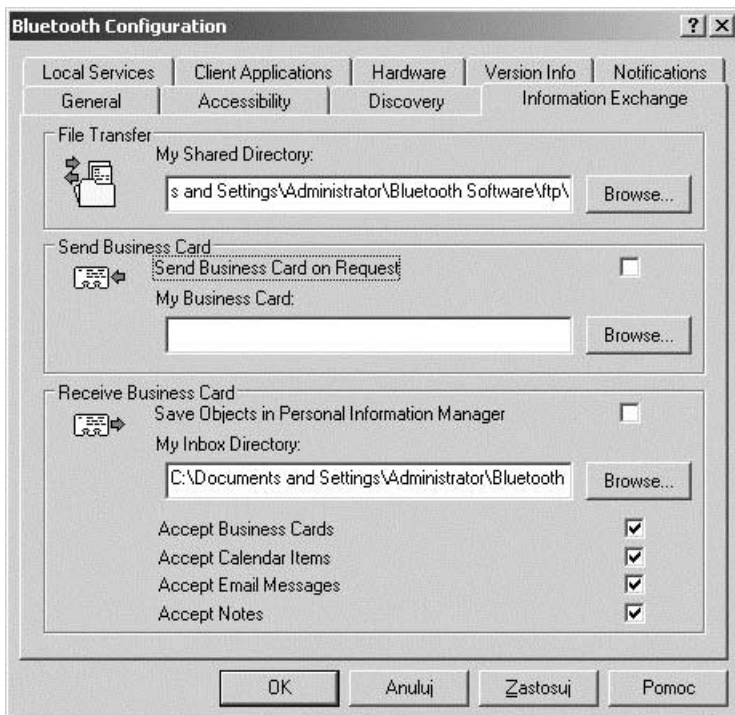 Bluetooth Configuration
Local Services Client Applications Hardware Version Info Notifications
General Accessibility Discovery Information Exchange
File Transfer
My Shared Directory:
s and Settings\Administrator\Bluetooth Software\ftp\ Browse...
Send Business Card
Send Business Card on Request
My Business Card:
Browse...
Receive Business Card
Save Objects in Personal Information Manager
My Inbox Directory:
C:\Documents and Settings\Administrator\Bluetooth Browse...
Accept Business Cards
Accept Calendar Items
Accept Email Messages
Accept Notes
OK Anuluj Zastosuj Pomoc